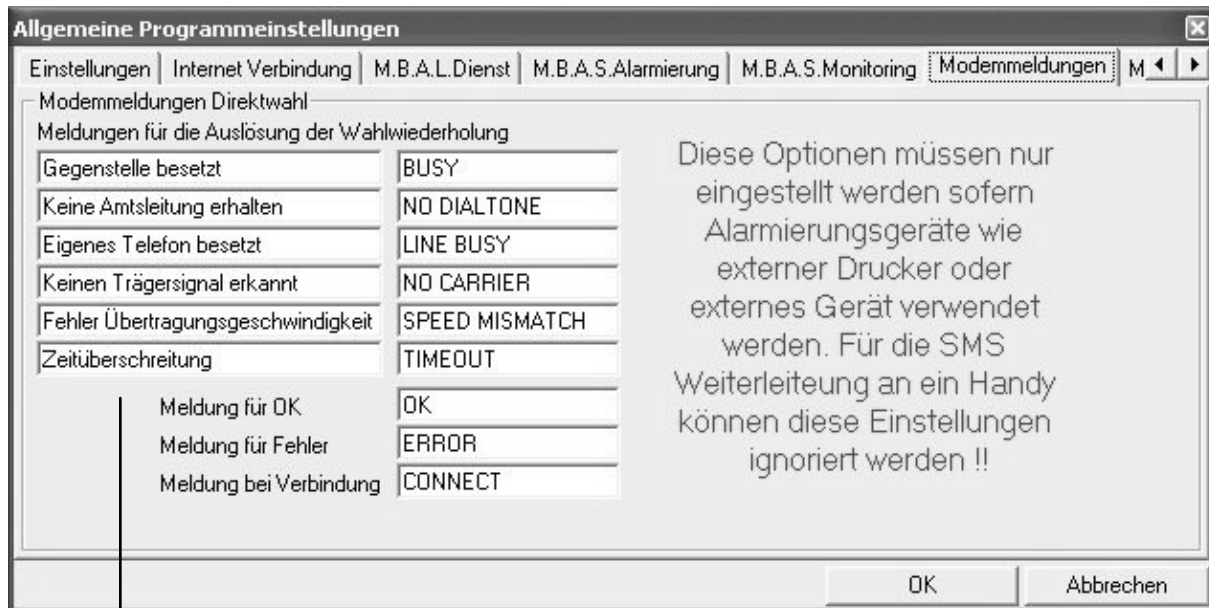 Allgemeine Programmeinstellungen
Einstellungen Internet Verbindung M.B.A.L.Dienst M.B.A.S.Alarmierung M.B.A.S.Monitoring Modemmeldungen M
Modemmeldungen Direktwahl
Meldungen für die Auslösung der Wahlwiederholung
Gegenstelle besetzt BUSY
Keine Amtsleitung erhalten NO DIALTONE
Eigenes Telefon besetzt LINE BUSY
Keinen Trägersignal erkannt NO CARRIER
Fehler Übertragungsgeschwindigkeit SPEED MISMATCH
Zeitüberschreitung TIMEOUT
Meldung für OK OK
Meldung für Fehler ERROR
Meldung bei Verbindung CONNECT
Diese Optionen müssen nur
eingestellt werden sofern
Alarmierungsgeräte wie
externer Drucker oder
externes Gerät verwendet
werden. Für die SMS
Weiterleiteung an ein Handy
können diese Einstellungen
ignoriert werden !!
OK Abbrechen